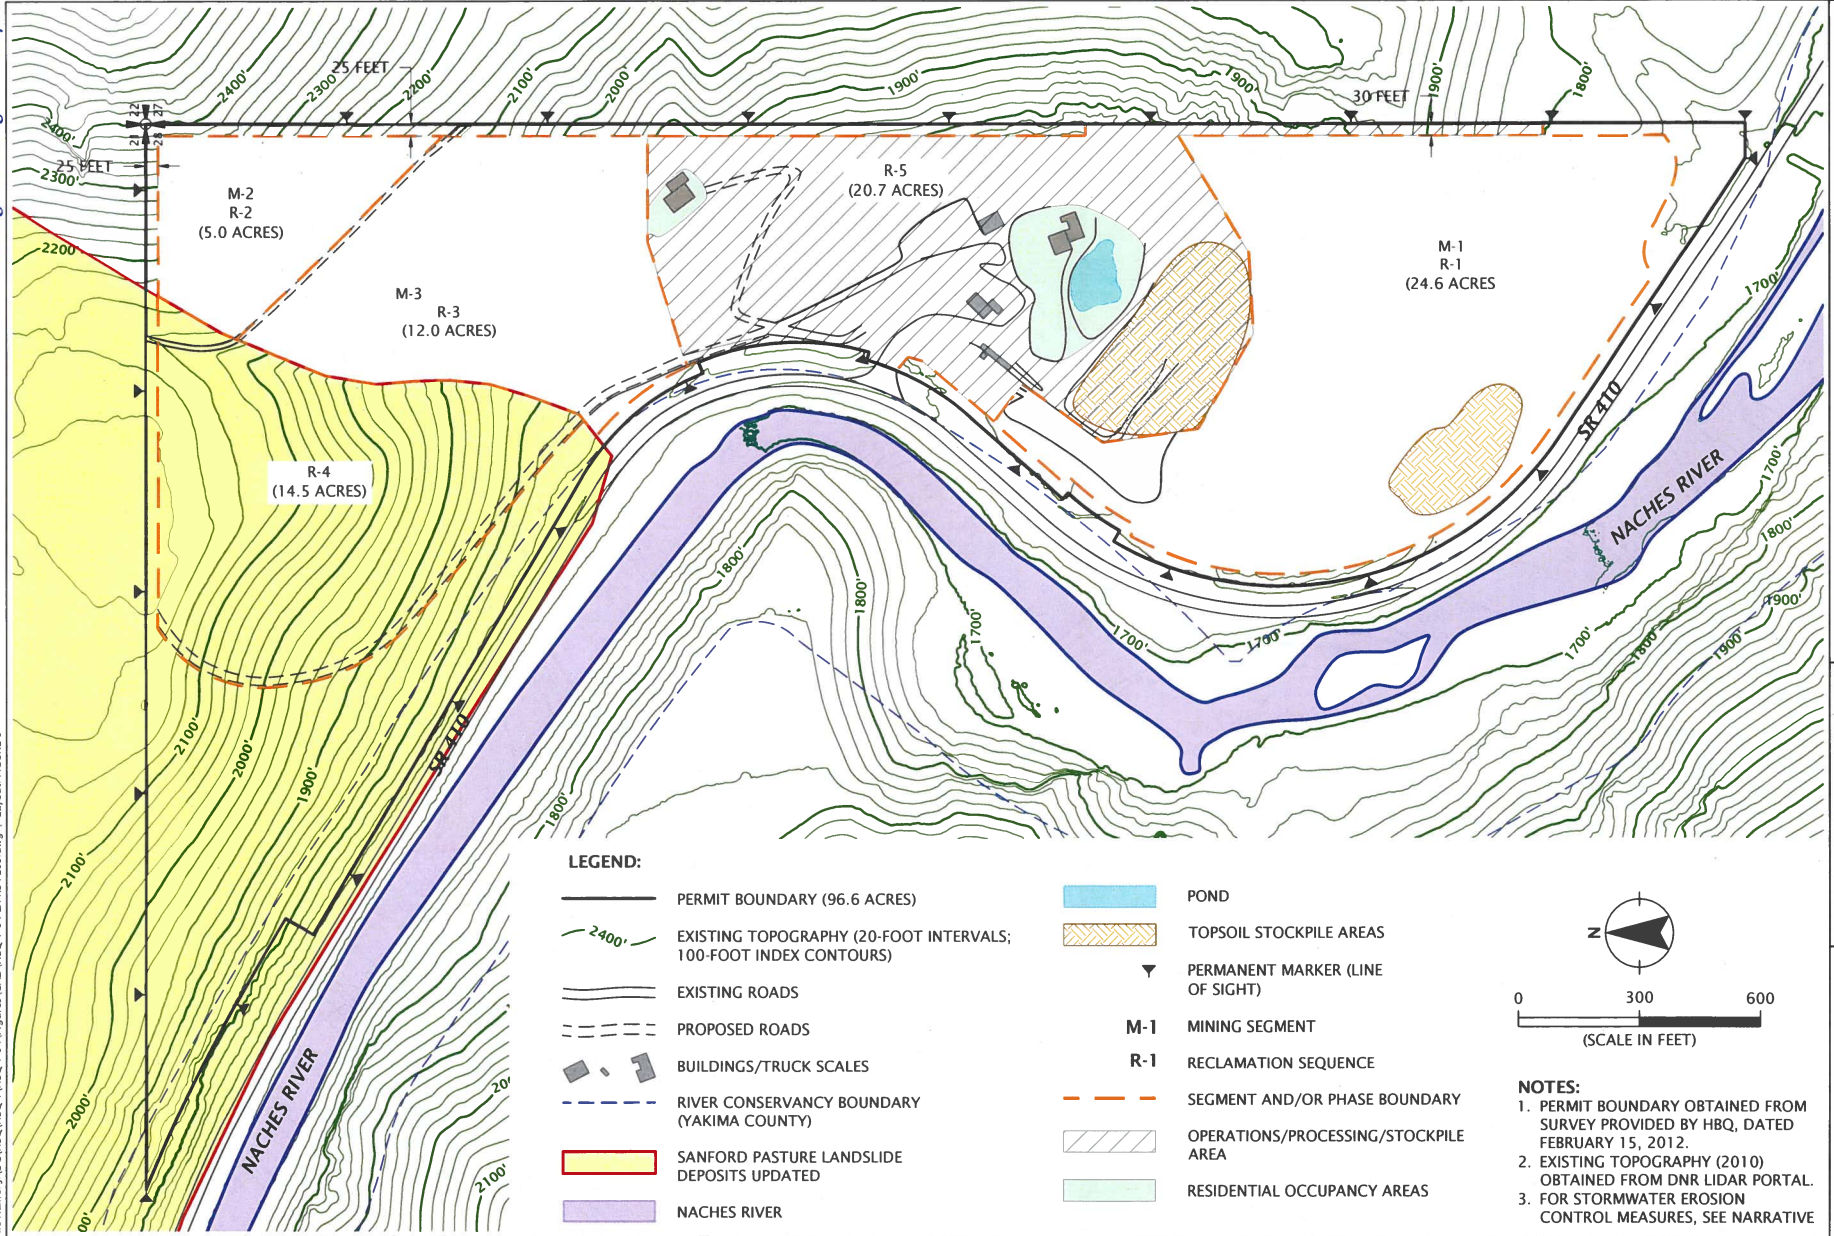 25 FEET
2400'
2300'
2200'
2100'
2000'
1900'
1900'
30 FEET
1900'
1800'
22
27
21
28
2400'
25 FEET
2300'
2200'
M-2
R-2
(5.0 ACRES)
M-3
R-3
(12.0 ACRES)
R-5
(20.7 ACRES)
M-1
R-1
(24.6 ACRES
1700'
SR 410
R-4
(14.5 ACRES)
NACHES RIVER
1700'
1800'
1900'
1800'
1800'
1700'
1700'
1700'
1700'
1800'
1900'
2100'
2000'
1900'
SR 410
1800'
2100'
2000'
NACHES RIVER
2100'
LEGEND:
PERMIT BOUNDARY (96.6 ACRES)
2400'
EXISTING TOPOGRAPHY (20-FOOT INTERVALS;
100-FOOT INDEX CONTOURS)
EXISTING ROADS
PROPOSED ROADS
BUILDINGS/TRUCK SCALES
RIVER CONSERVANCY BOUNDARY
(YAKIMA COUNTY)
SANFORD PASTURE LANDSLIDE
DEPOSITS UPDATED
NACHES RIVER
POND
TOPSOIL STOCKPILE AREAS
PERMANENT MARKER (LINE
OF SIGHT)
M-1
MINING SEGMENT
R-1
RECLAMATION SEQUENCE
SEGMENT AND/OR PHASE BOUNDARY
OPERATIONS/PROCESSING/STOCKPILE
AREA
RESIDENTIAL OCCUPANCY AREAS
N
0 300 600
(SCALE IN FEET)
NOTES:
1. PERMIT BOUNDARY OBTAINED FROM
SURVEY PROVIDED BY HBQ, DATED
FEBRUARY 15, 2012.
2. EXISTING TOPOGRAPHY (2010)
OBTAINED FROM DNR LIDAR PORTAL.
3. FOR STORMWATER EROSION
CONTROL MEASURES, SEE NARRATIVE